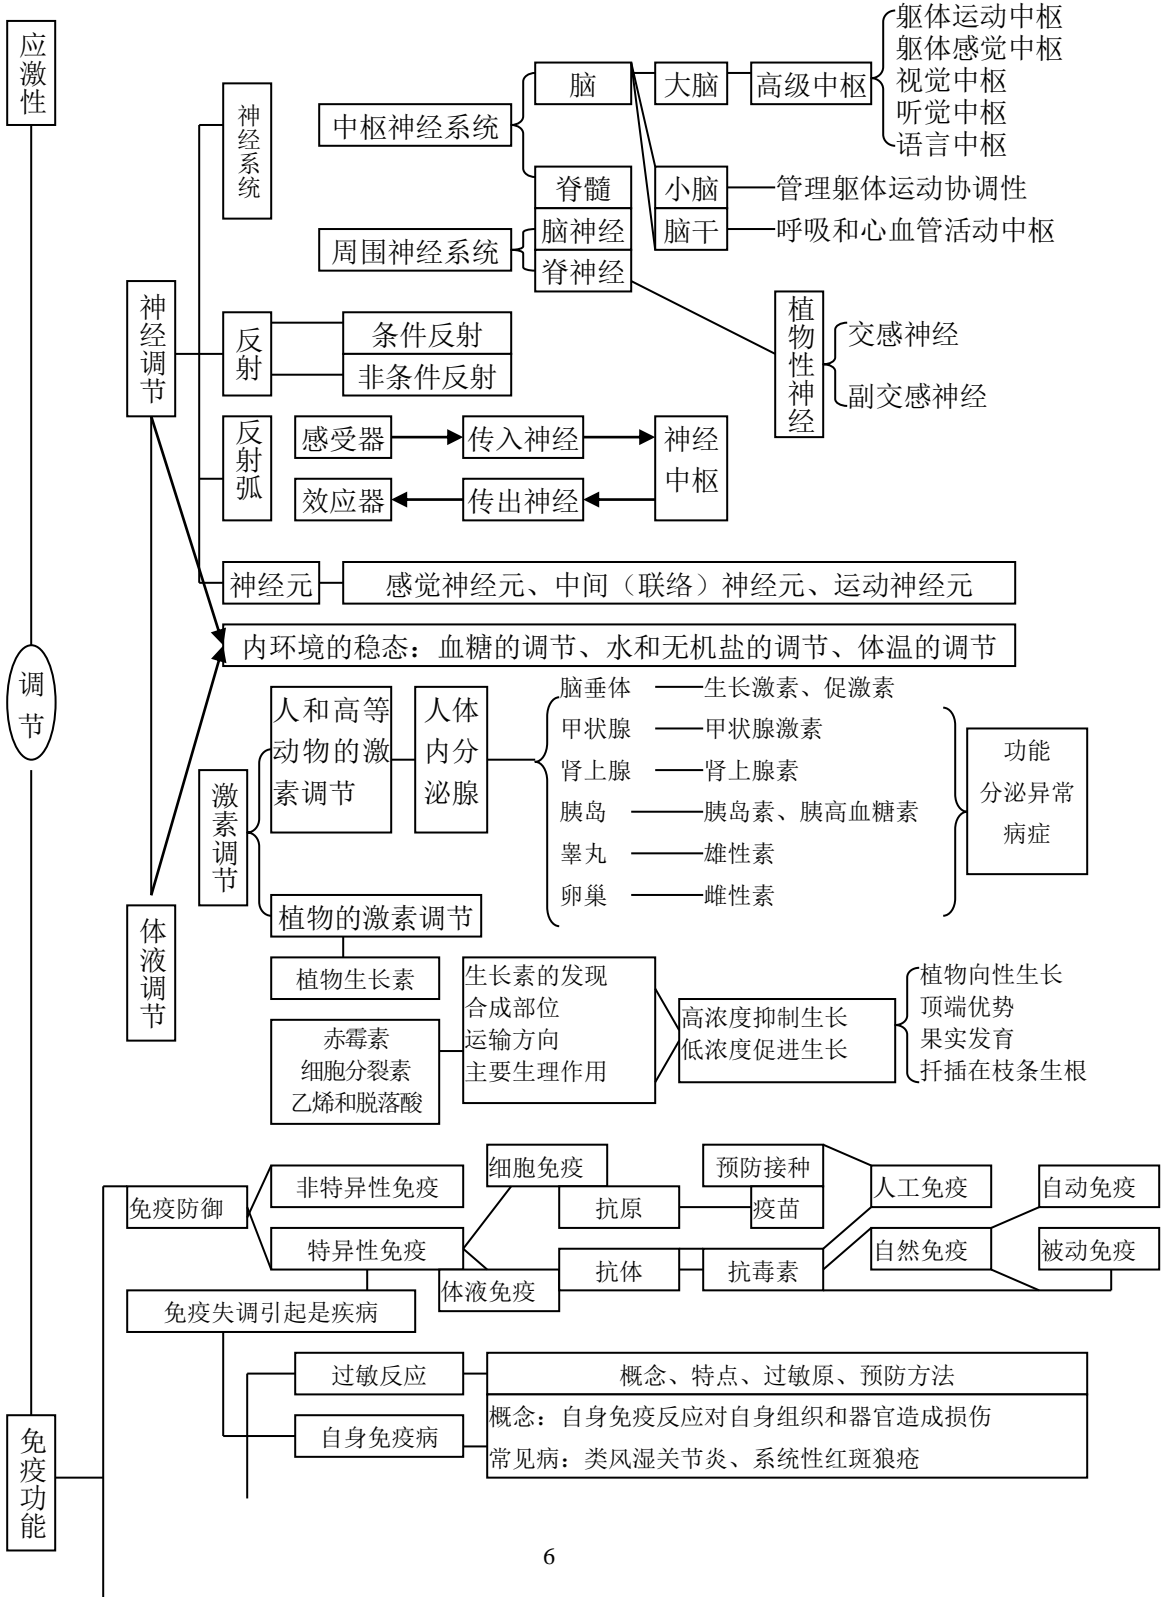 应激性
躯体运动中枢
躯体感觉中枢
视觉中枢
听觉中枢
语言中枢
脑
大脑
高级中枢
神经系统
中枢神经系统
脊髓
小脑
管理躯体运动协调性
脑神经
脑干
呼吸和心血管活动中枢
周围神经系统
脊神经
神经调节
植物性神经
交感神经
副交感神经
反射
条件反射
非条件反射
反射弧
感受器
传入神经
神经
中枢
效应器
传出神经
神经元
感觉神经元、中间（联络）神经元、运动神经元
内环境的稳态：血糖的调节、水和无机盐的调节、体温的调节
调
节
激素调节
人和高等
动物的激
素调节
人体
内分
泌腺
脑垂体
生长激素、促激素
甲状腺
甲状腺激素
肾上腺
肾上腺素
胰岛
胰岛素、胰高血糖素
睾丸
雄性素
卵巢
雌性素
功能
分泌异常
病症
体液调节
植物的激素调节
植物生长素
赤霉素
细胞分裂素
乙烯和脱落酸
生长素的发现
合成部位
运输方向
主要生理作用
高浓度抑制生长
低浓度促进生长
植物向性生长
顶端优势
果实发育
扦插在枝条生根
免疫防御
非特异性免疫
特异性免疫
细胞免疫
体液免疫
抗原
抗体
预防接种
疫苗
抗毒素
人工免疫
自然免疫
自动免疫
被动免疫
免疫失调引起是疾病
过敏反应
概念、特点、过敏原、预防方法
自身免疫病
概念：自身免疫反应对自身组织和器官造成损伤
常见病：类风湿关节炎、系统性红斑狼疮
免疫功能
6